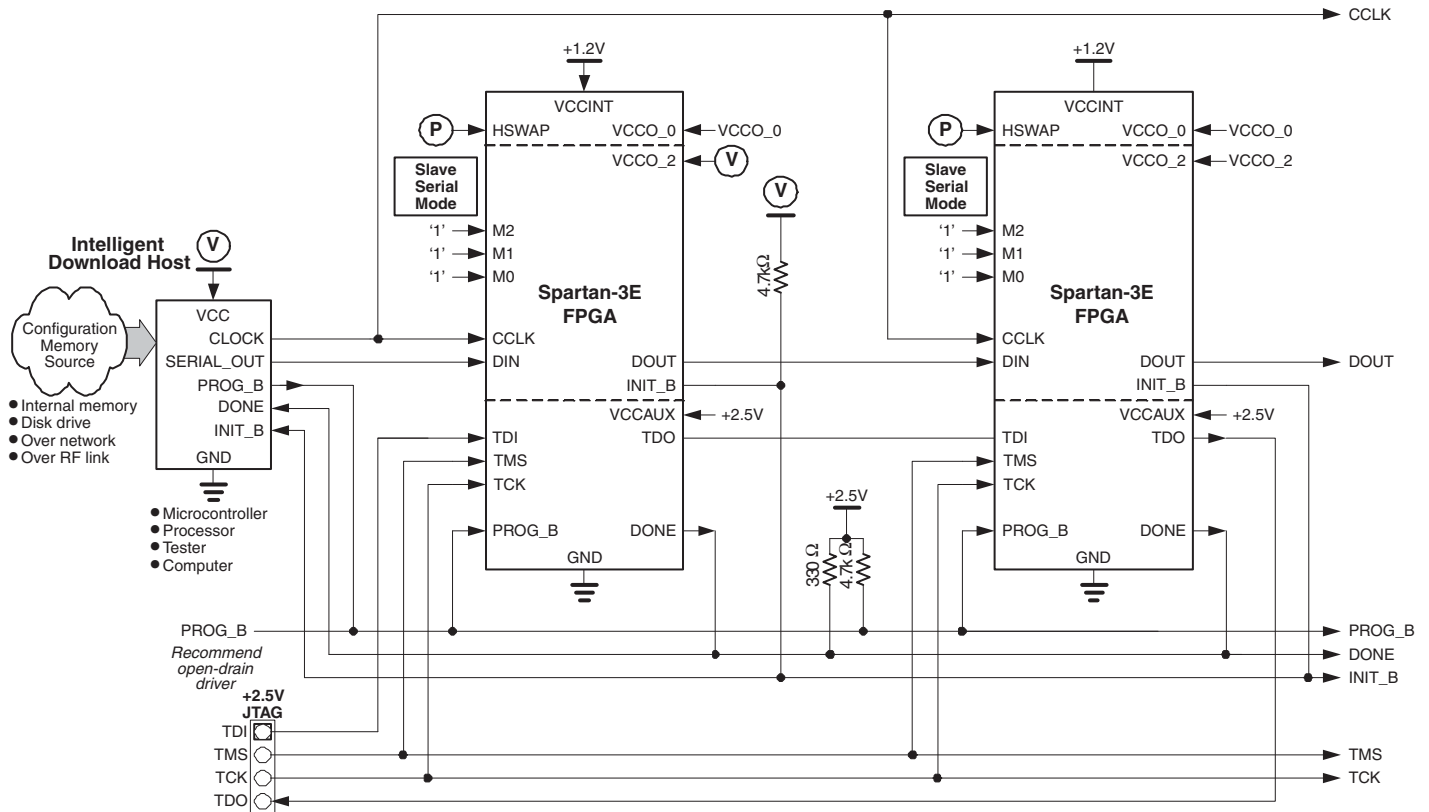 CCLK
+1.2V
+1.2V
VCCINT
VCCINT
P
HSWAP
VCCO_0
VCCO_0
P
HSWAP
VCCO_0
VCCO_0
VCCO_2
V
VCCO_2
VCCO_2
Slave
Serial
Mode
V
Slave
Serial
Mode
'1'
M2
'1'
M2
'1'
M1
'1'
M1
'1'
M0
'1'
M0
4.7kΩ
Intelligent
Download Host
V
Spartan-3E
FPGA
Spartan-3E
FPGA
Configuration
Memory
Source
VCC
CLOCK
CCLK
CCLK
SERIAL_OUT
DIN
DOUT
DIN
DOUT
DOUT
PROG_B
INIT_B
INIT_B
DONE
INIT_B
GND
● Internal memory
● Disk drive
● Over network
● Over RF link
VCCAUX
+2.5V
VCCAUX
+2.5V
TDI
TDO
TDI
TDO
TMS
TMS
TCK
TCK
● Microcontroller
● Processor
● Tester
● Computer
+2.5V
PROG_B
DONE
PROG_B
DONE
330 Ω
4.7k Ω
GND
GND
PROG_B
PROG_B
Recommend
open-drain
driver
DONE
INIT_B
+2.5V
JTAG
TDI
TMS
TMS
TCK
TCK
TDO